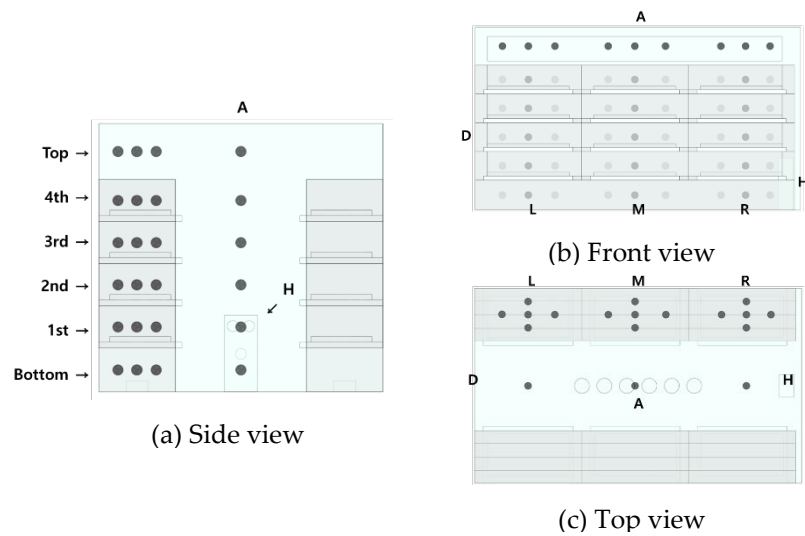 A
Top →
4th →
3rd →
2nd →
1st →
Bottom →
H
(a) Side view
A
D
H
L M R
(b) Front view
L M R
D
H
A
(c) Top view